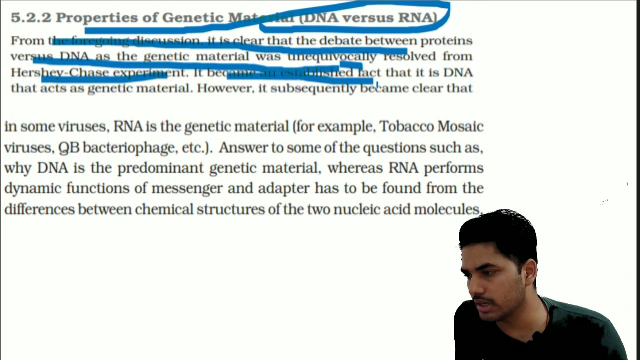 5.2.2 Properties of Genetic Material (DNA versus RNA)
From the foregoing discussion, it is clear that the debate between proteins
versus DNA as the genetic material was unequivocally resolved from
Hershey-Chase experiment. It became an established fact that it is DNA
that acts as genetic material. However, it subsequently became clear that
in some viruses, RNA is the genetic material (for example, Tobacco Mosaic
viruses, QB bacteriophage, etc.). Answer to some of the questions such as,
why DNA is the predominant genetic material, whereas RNA performs
dynamic functions of messenger and adapter has to be found from the
differences between chemical structures of the two nucleic acid molecules.